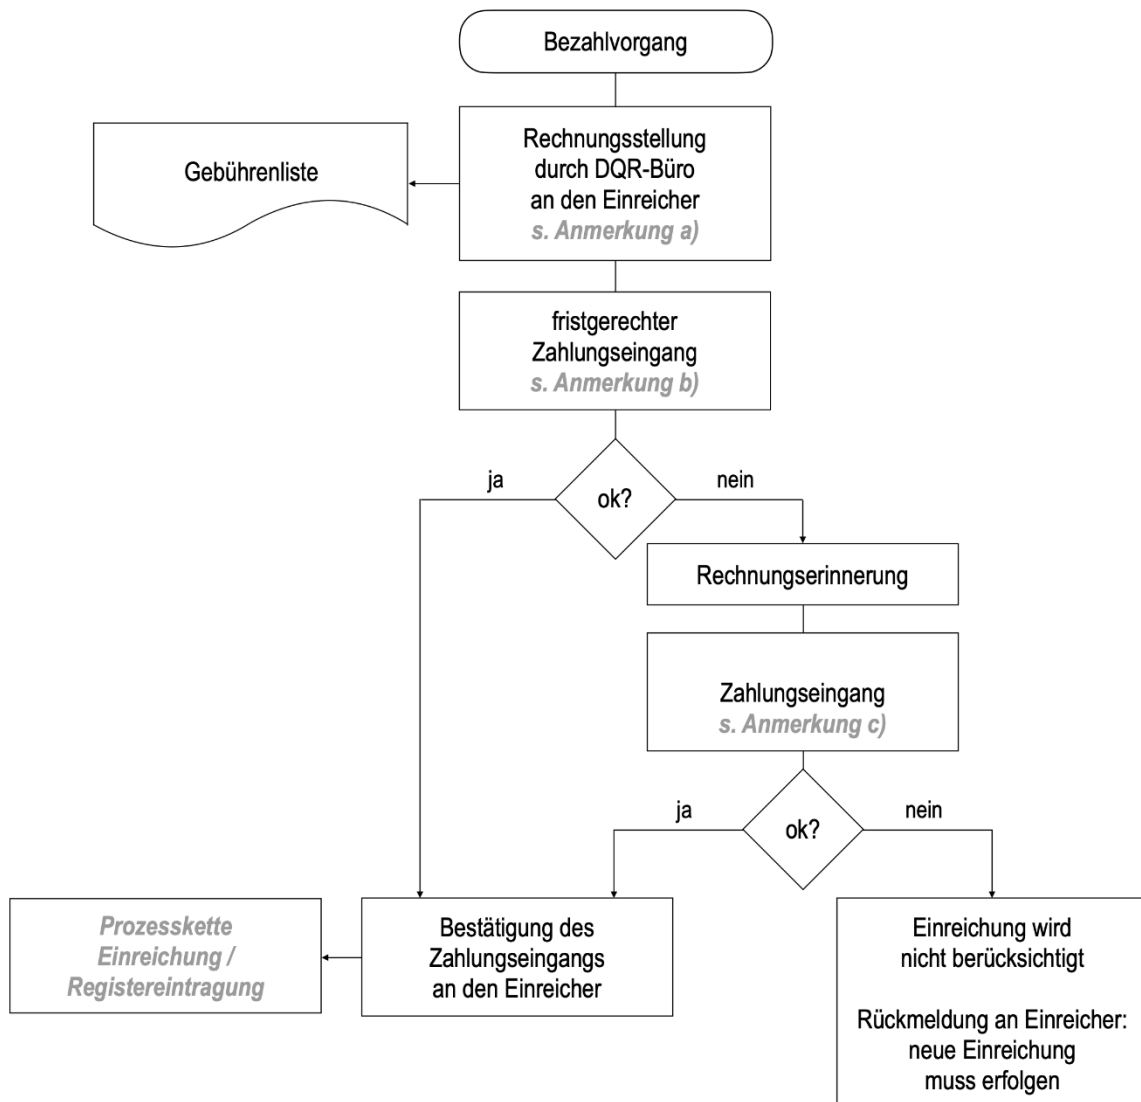 Bezahlvorgang
Gebührenliste
Rechnungsstellung
durch DQR-Büro
an den Einreicher
s. Anmerkung a)
fristgerechter
Zahlungseingang
s. Anmerkung b)
ja
ok?
nein
Rechnungserinnerung
Zahlungseingang
s. Anmerkung c)
ja
ok?
nein
Prozesskette
Einreichung /
Registereintragung
Bestätigung des
Zahlungseingangs
an den Einreicher
Einreichung wird
nicht berücksichtigt
Rückmeldung an Einreicher:
neue Einreichung
muss erfolgen